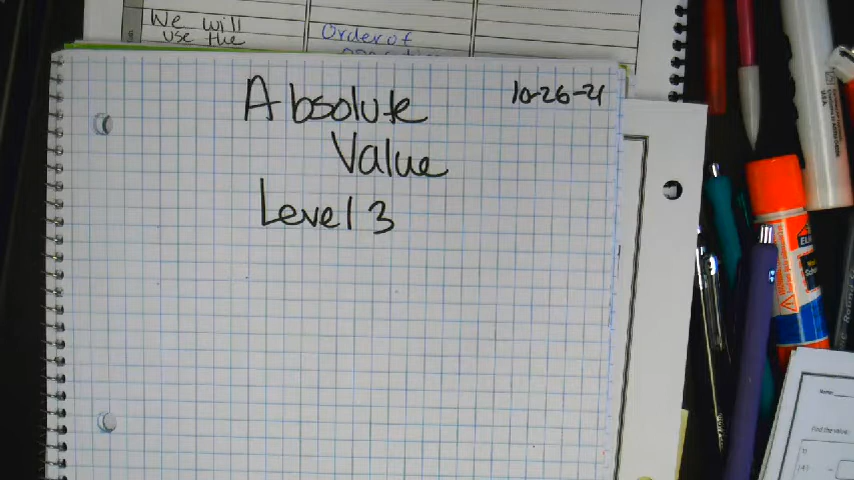 We will
use the
Order of
Absolute
10-26-21
Value
Level 3